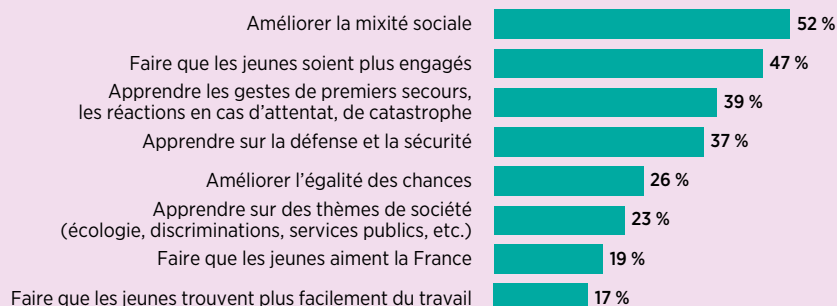 Améliorer la mixité sociale 52 %
Faire que les jeunes soient plus engagés 47 %
Apprendre les gestes de premiers secours,
les réactions en cas d'attentat, de catastrophe 39 %
Apprendre sur la défense et la sécurité 37 %
Améliorer l'égalité des chances 26 %
Apprendre sur des thèmes de société
(écologie, discriminations, services publics, etc.) 23 %
Faire que les jeunes aiment la France 19 %
Faire que les jeunes trouvent plus facilement du travail 17 %